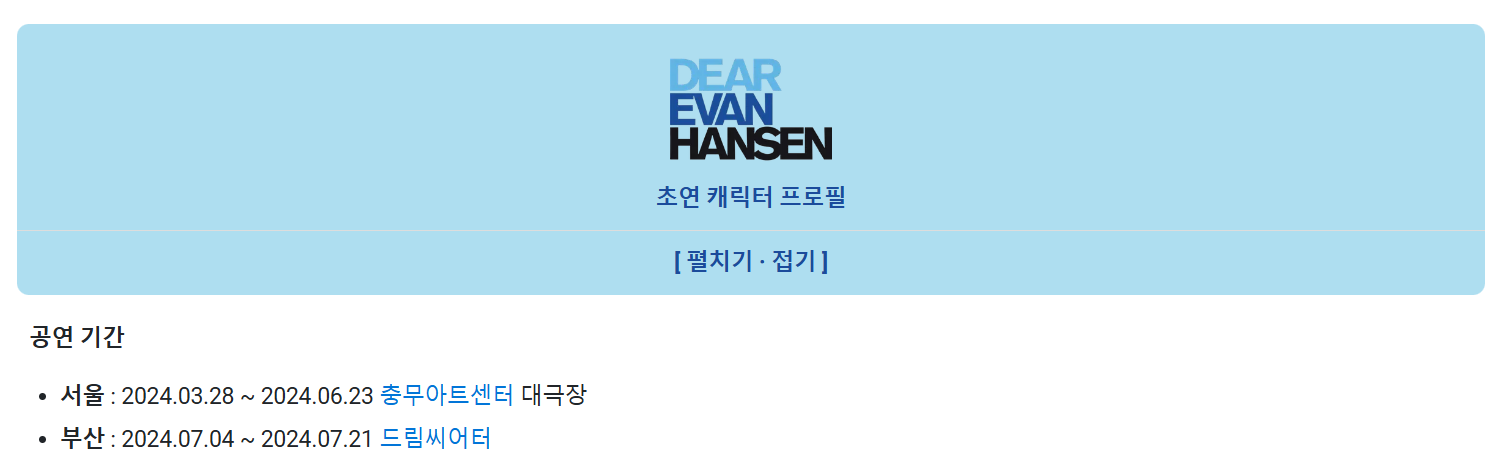 DEAR
EVAN
HANSEN
초연 캐릭터 프로필
[ 펼치기 · 접기 ]
공연 기간
서울 : 2024.03.28 ~ 2024.06.23 충무아트센터 대극장
부산 : 2024.07.04 ~ 2024.07.21 드림씨어터